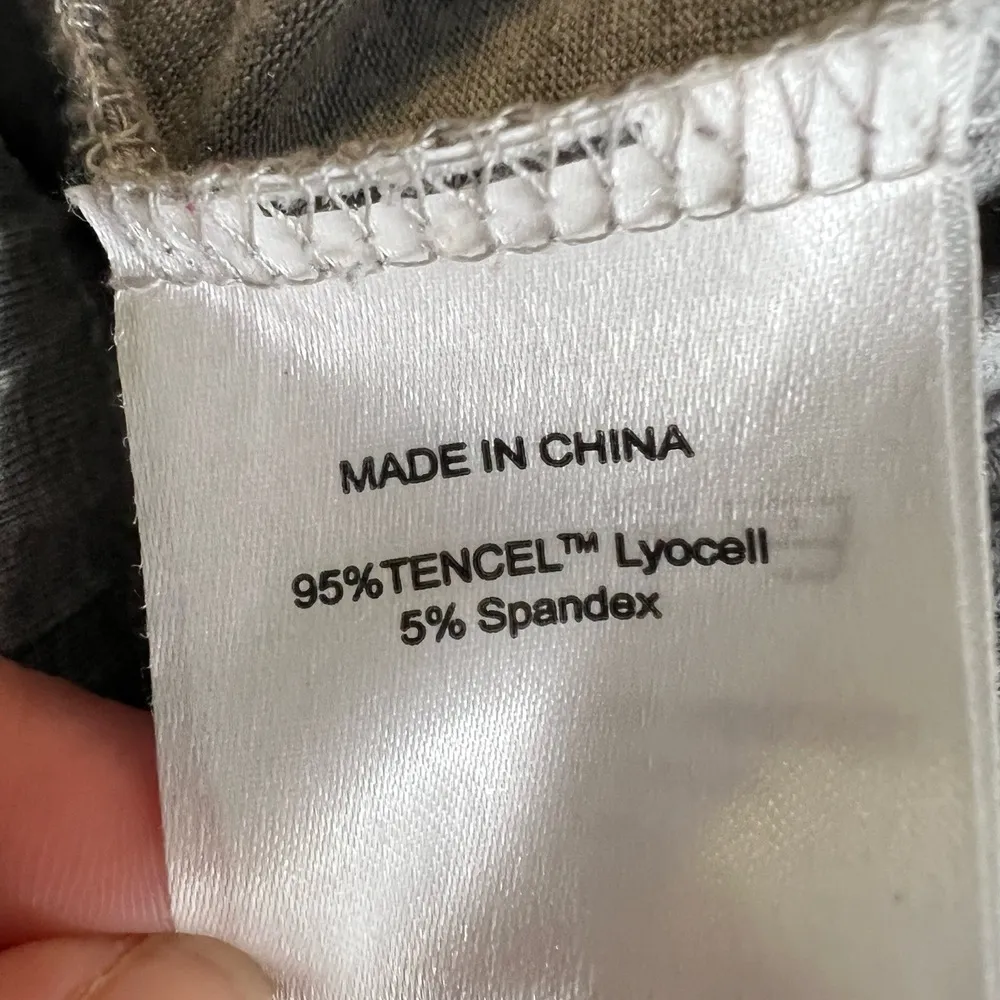 MADE IN CHINA
95%TENCEL™ Lyocell
5% Spandex